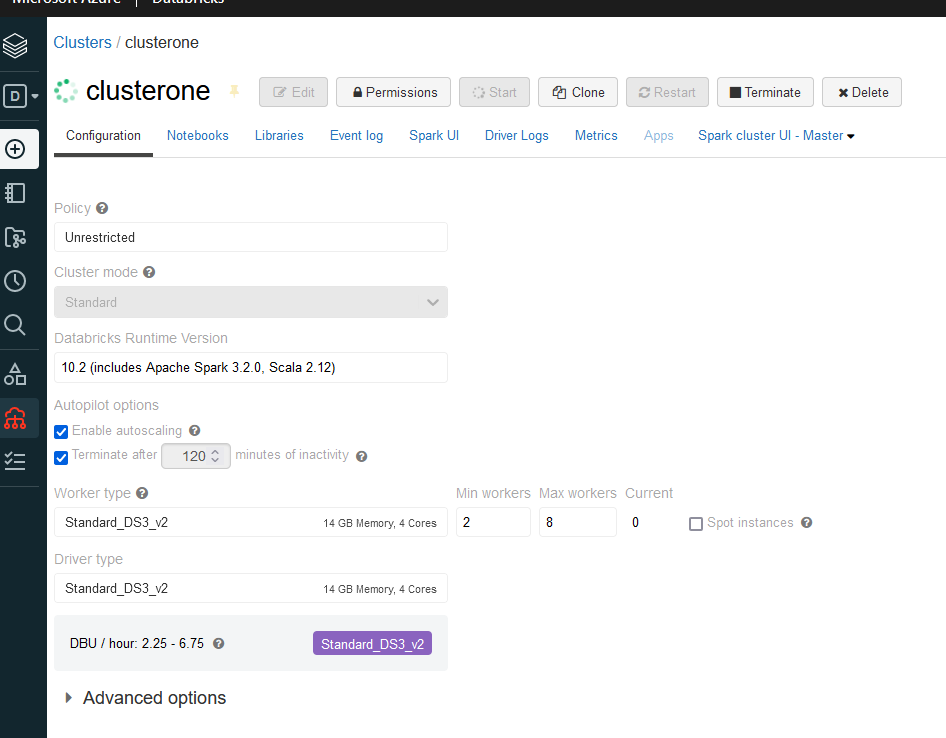 Microsoft Azure | Databricks
Clusters / clusterone
clusterone Edit Permissions Start Clone Restart Terminate Delete
Configuration Notebooks Libraries Event log Spark UI Driver Logs Metrics Apps Spark cluster UI - Master
D
Policy ?
Unrestricted
Cluster mode ?
Standard
Databricks Runtime Version
10.2 (includes Apache Spark 3.2.0, Scala 2.12)
Autopilot options
Enable autoscaling ?
Terminate after 120 minutes of inactivity ?
Worker type ? Min workers Max workers Current
Standard_DS3_v2 14 GB Memory, 4 Cores 2 8 0 Spot instances ?
Driver type
Standard_DS3_v2 14 GB Memory, 4 Cores
DBU / hour: 2.25 - 6.75 ? Standard_DS3_v2
Advanced options